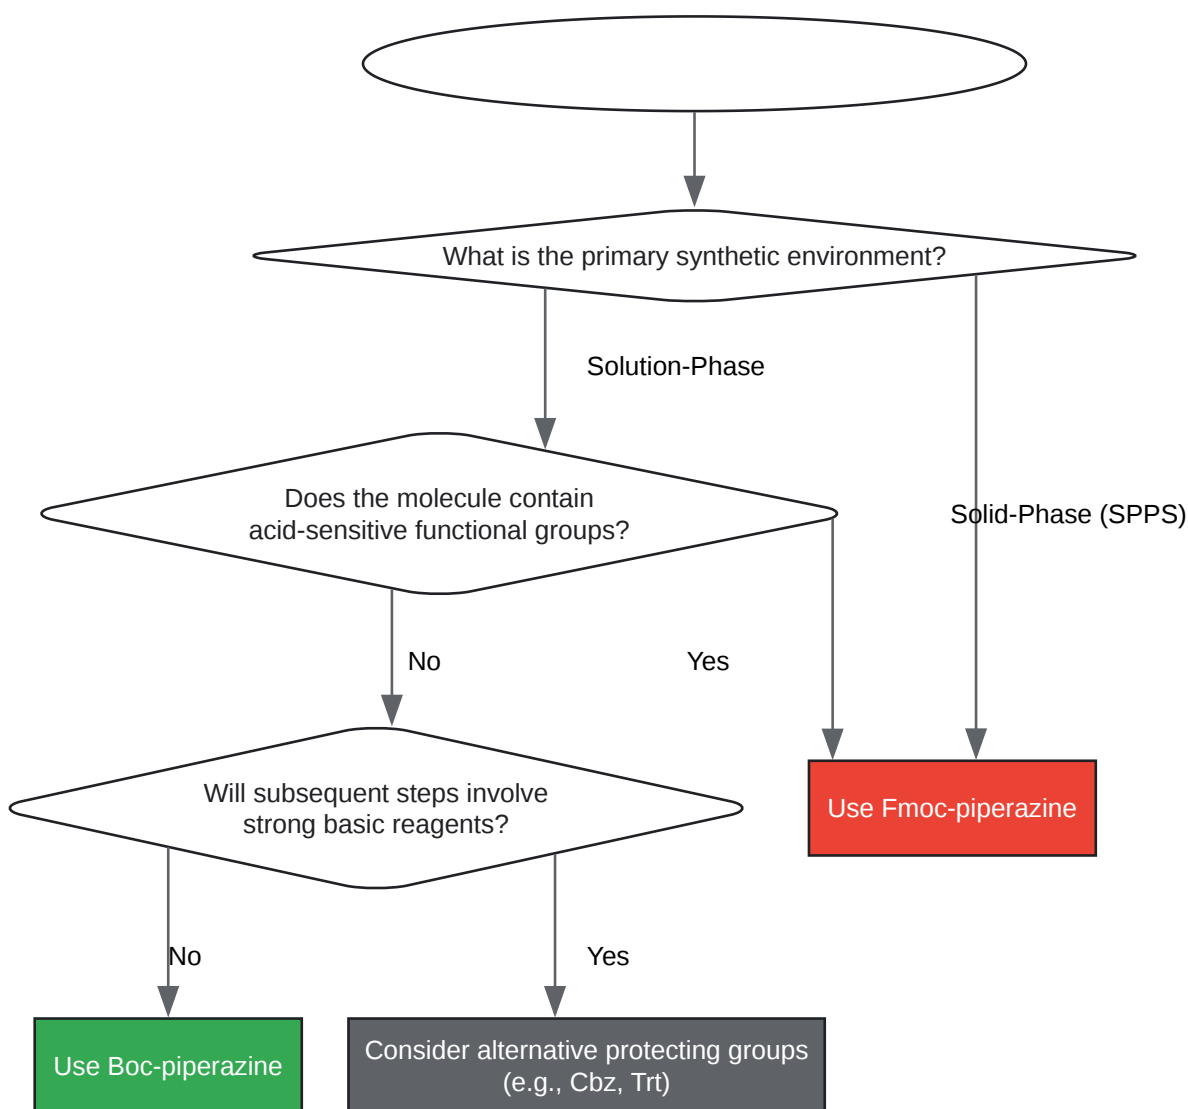 What is the primary synthetic environment?
Solution-Phase
Does the molecule contain
acid-sensitive functional groups?
Solid-Phase (SPPS)
No
Yes
Will subsequent steps involve
strong basic reagents?
Use Fmoc-piperazine
No
Yes
Use Boc-piperazine
Consider alternative protecting groups
(e.g., Cbz, Trt)